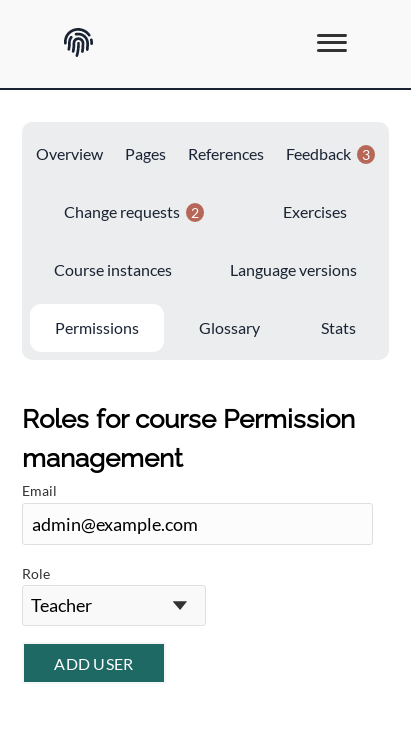 Overview Pages References Feedback 3
Change requests 2 Exercises
Course instances Language versions
Permissions Glossary Stats
Roles for course Permission
management
Email
admin@example.com
Role
Teacher
ADD USER